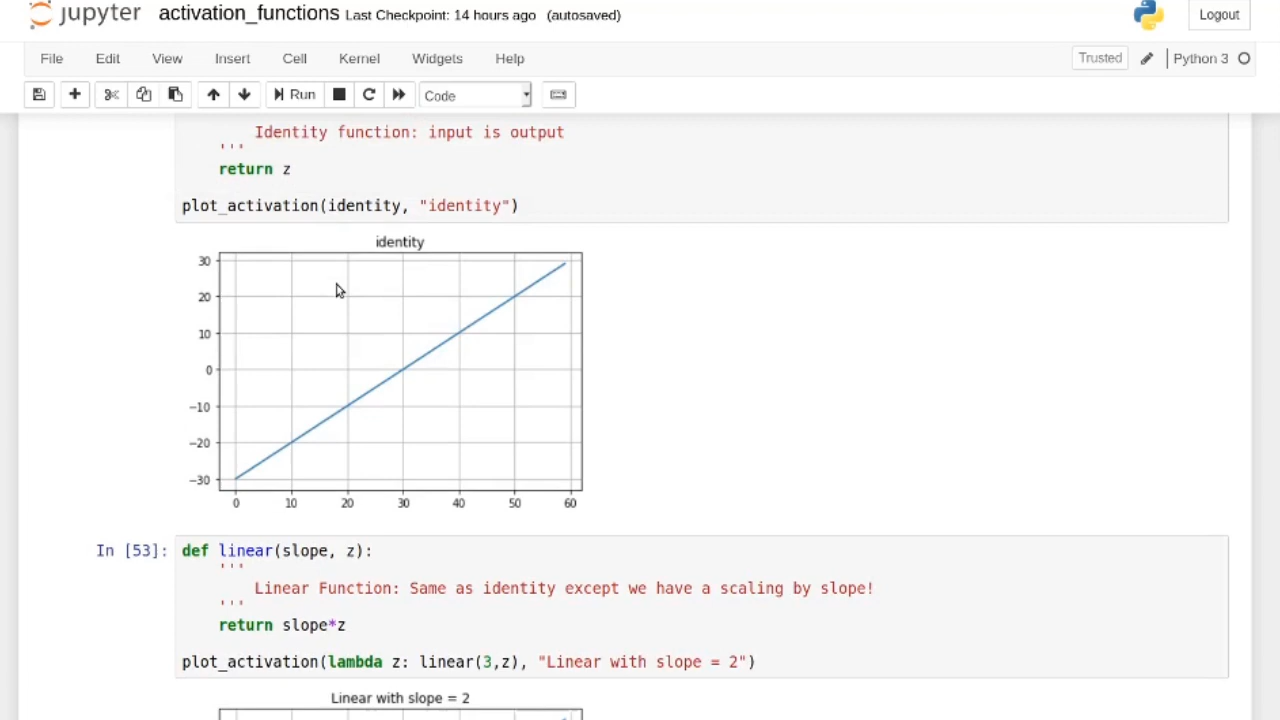 jupyter activation_functions Last Checkpoint: 14 hours ago (autosaved) Logout
File Edit View Insert Cell Kernel Widgets Help Trusted Python 3
Run Code
Identity function: input is output
'''
return z
plot_activation(identity, "identity")
identity
30
20
10
0
−10
−20
−30
0 10 20 30 40 50 60
In [53]: def linear(slope, z):
'''
Linear Function: Same as identity except we have a scaling by slope!
'''
return slope*z
plot_activation(lambda z: linear(3,z), "Linear with slope = 2")
Linear with slope = 2